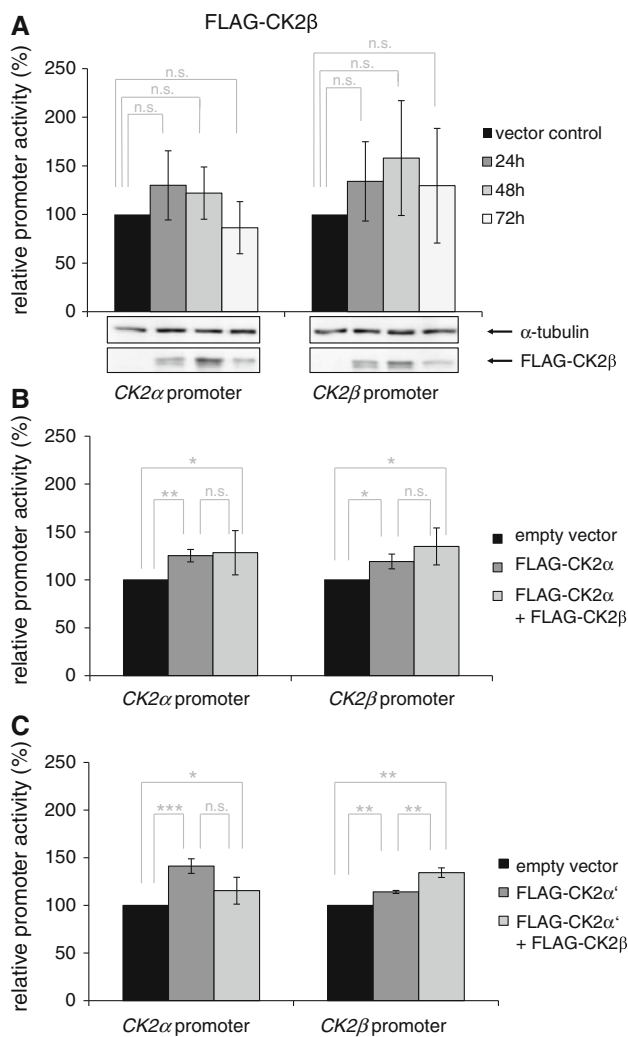 A
FLAG-CK2β
relative promoter activity (%)
250
200
150
100
50
0
n.s.
n.s.
n.s.
n.s.
n.s.
n.s.
vector control
24h
48h
72h
α-tubulin
FLAG-CK2β
CK2α promoter
CK2β promoter
B
relative promoter activity (%)
250
200
150
100
50
0
*
**
n.s.
*
*
n.s.
empty vector
FLAG-CK2α
FLAG-CK2α
+ FLAG-CK2β
CK2α promoter
CK2β promoter
C
relative promoter activity (%)
250
200
150
100
50
0
*
***
n.s.
**
**
**
empty vector
FLAG-CK2α‘
FLAG-CK2α‘
+ FLAG-CK2β
CK2α promoter
CK2β promoter